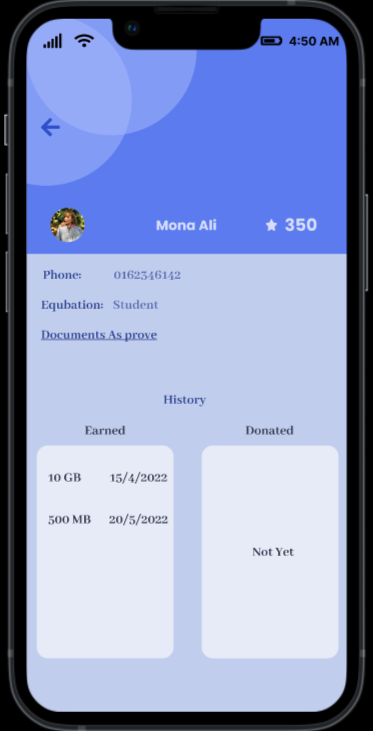 4:50 AM
Mona Ali 350
Phone: 0162346142
Equbation: Student
Documents As prove
History
Earned Donated
10 GB 15/4/2022
500 MB 20/5/2022
Not Yet